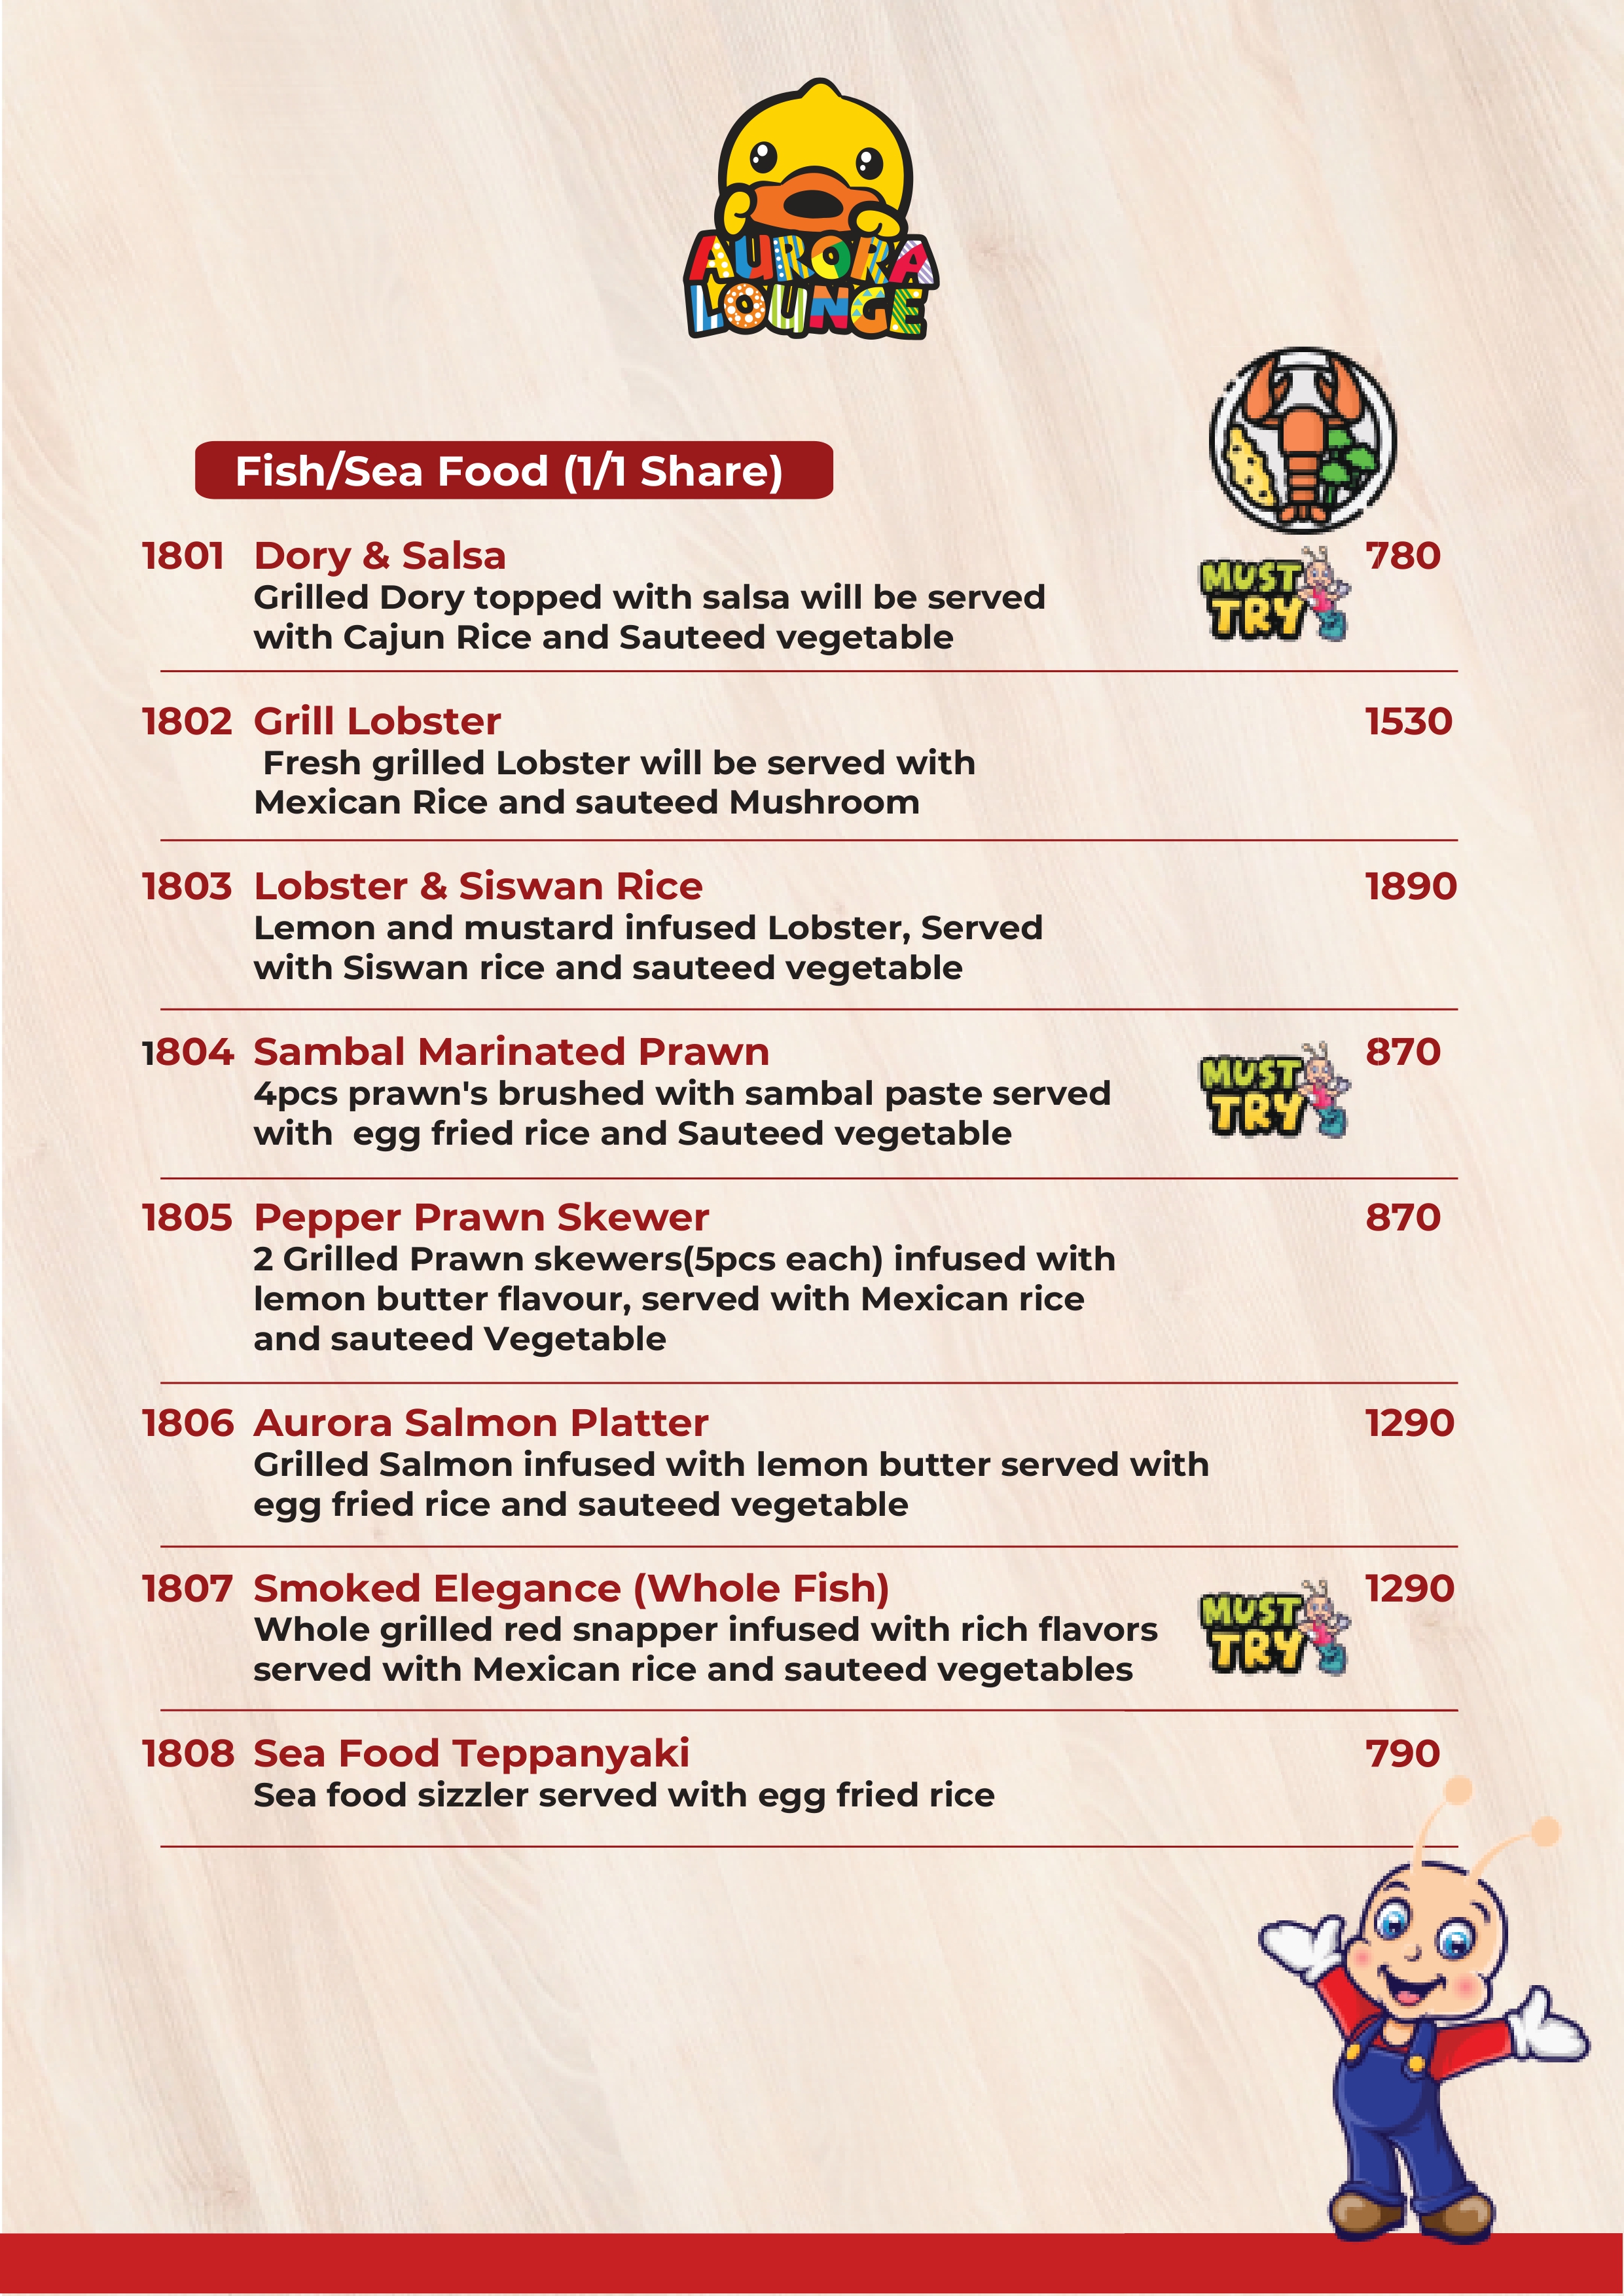 AURORA
LOUNGE
Fish/Sea Food (1/1 Share)
1801 Dory & Salsa 780
Grilled Dory topped with salsa will be served
with Cajun Rice and Sauteed vegetable
MUST
TRY
1802 Grill Lobster 1530
Fresh grilled Lobster will be served with
Mexican Rice and sauteed Mushroom
1803 Lobster & Siswan Rice 1890
Lemon and mustard infused Lobster, Served
with Siswan rice and sauteed vegetable
1804 Sambal Marinated Prawn 870
4pcs prawn's brushed with sambal paste served
with egg fried rice and Sauteed vegetable
MUST
TRY
1805 Pepper Prawn Skewer 870
2 Grilled Prawn skewers(5pcs each) infused with
lemon butter flavour, served with Mexican rice
and sauteed Vegetable
1806 Aurora Salmon Platter 1290
Grilled Salmon infused with lemon butter served with
egg fried rice and sauteed vegetable
1807 Smoked Elegance (Whole Fish) 1290
Whole grilled red snapper infused with rich flavors
served with Mexican rice and sauteed vegetables
MUST
TRY
1808 Sea Food Teppanyaki 790
Sea food sizzler served with egg fried rice